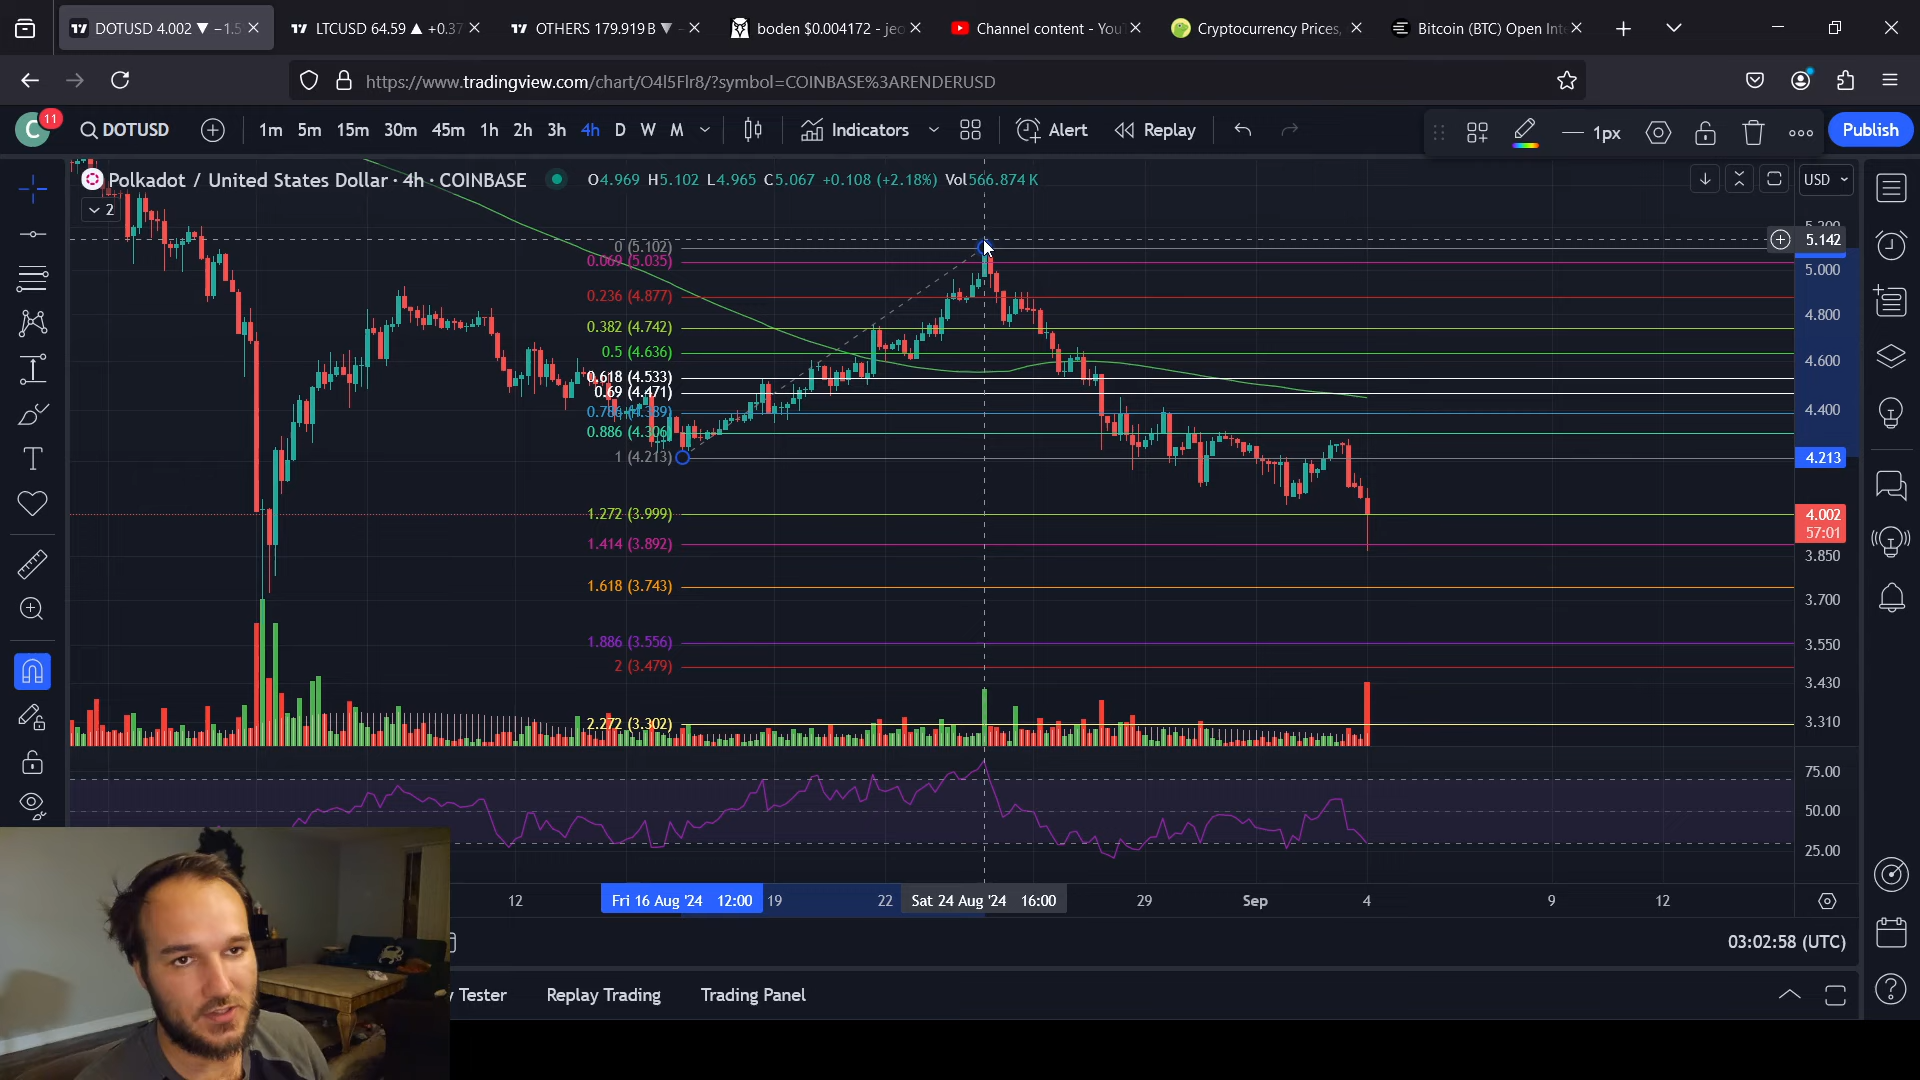 DOTUSD 4.002 ▼ −1.5
LTCUSD 64.59 ▲ +0.37
OTHERS 179.919 B ▼ −
boden $0.004172 - jeo
Channel content - You
Cryptocurrency Prices,
Bitcoin (BTC) Open Int
https://www.tradingview.com/chart/O4l5Flr8/?symbol=COINBASE%3ARENDERUSD
C 11 DOTUSD 1m 5m 15m 30m 45m 1h 2h 3h 4h D W M Indicators Alert Replay 1px Publish
Polkadot / United States Dollar · 4h · COINBASE O4.969 H5.102 L4.965 C5.067 +0.108 (+2.18%) Vol566.874 K USD
2
5.200
5.142
0 (5.102)
0.069 (5.035)
5.000
0.236 (4.877)
4.800
0.382 (4.742)
0.5 (4.636)
4.600
0.618 (4.533)
0.69 (4.471)
0.786 (4.389)
4.400
0.886 (4.306)
1 (4.213)
4.213
1.272 (3.999)
4.002
57:01
1.414 (3.892)
3.850
1.618 (3.743)
3.700
1.886 (3.556)
3.550
2 (3.479)
3.430
2.272 (3.302)
3.310
75.00
50.00
25.00
12 Fri 16 Aug '24 12:00 19 22 Sat 24 Aug '24 16:00 29 Sep 4 9 12
03:02:58 (UTC)
Tester Replay Trading Trading Panel